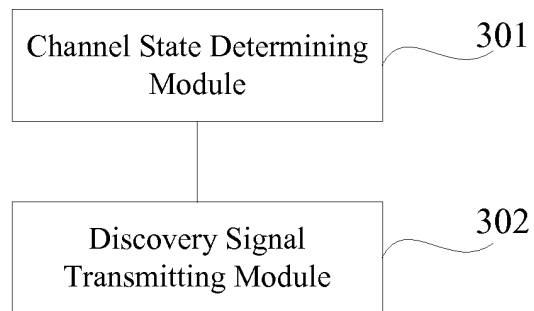 Channel State Determining
Module
301
Discovery Signal
Transmitting Module
302